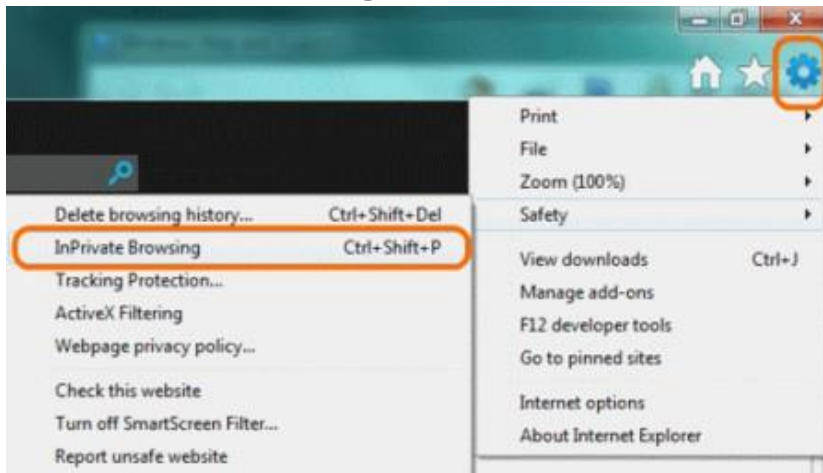 Print
File
Zoom (100%)
Safety
Delete browsing history... Ctrl+Shift+Del
InPrivate Browsing Ctrl+Shift+P
Tracking Protection...
ActiveX Filtering
Webpage privacy policy...
Check this website
Turn off SmartScreen Filter...
Report unsafe website
View downloads Ctrl+J
Manage add-ons
F12 developer tools
Go to pinned sites
Internet options
About Internet Explorer